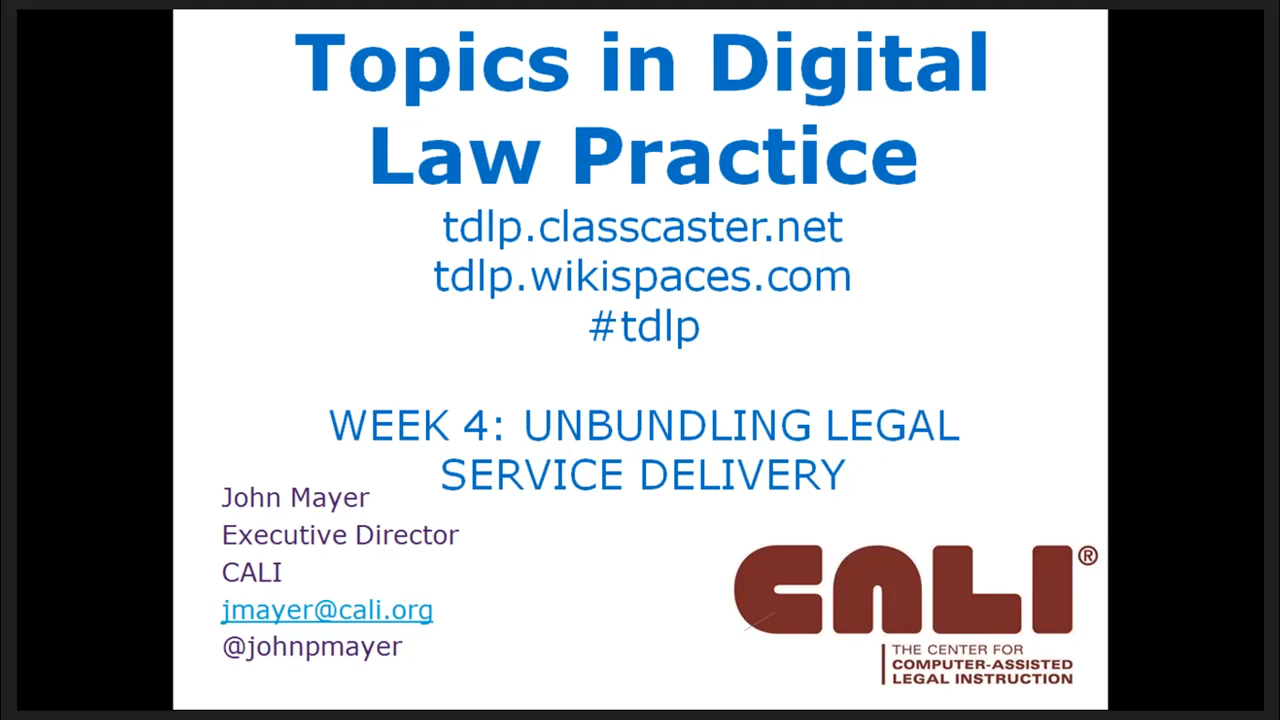 Topics in Digital
Law Practice
tdlp.classcaster.net
tdlp.wikispaces.com
#tdlp
WEEK 4: UNBUNDLING LEGAL
SERVICE DELIVERY
John Mayer
Executive Director
CALI
jmayer@cali.org
@johnpmayer
CALI®
THE CENTER FOR
COMPUTER-ASSISTED
LEGAL INSTRUCTION